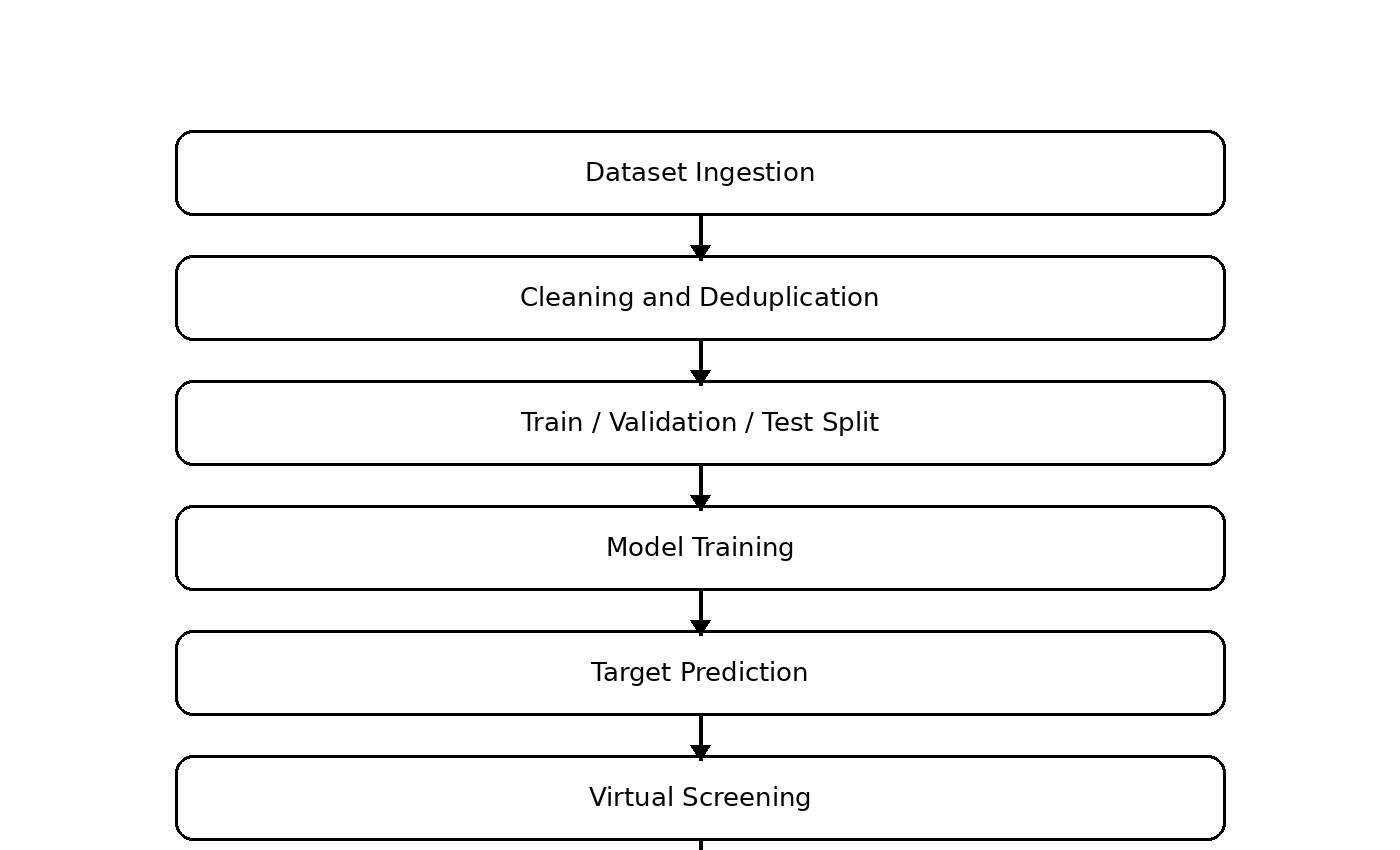 Dataset Ingestion
Cleaning and Deduplication
Train / Validation / Test Split
Model Training
Target Prediction
Virtual Screening